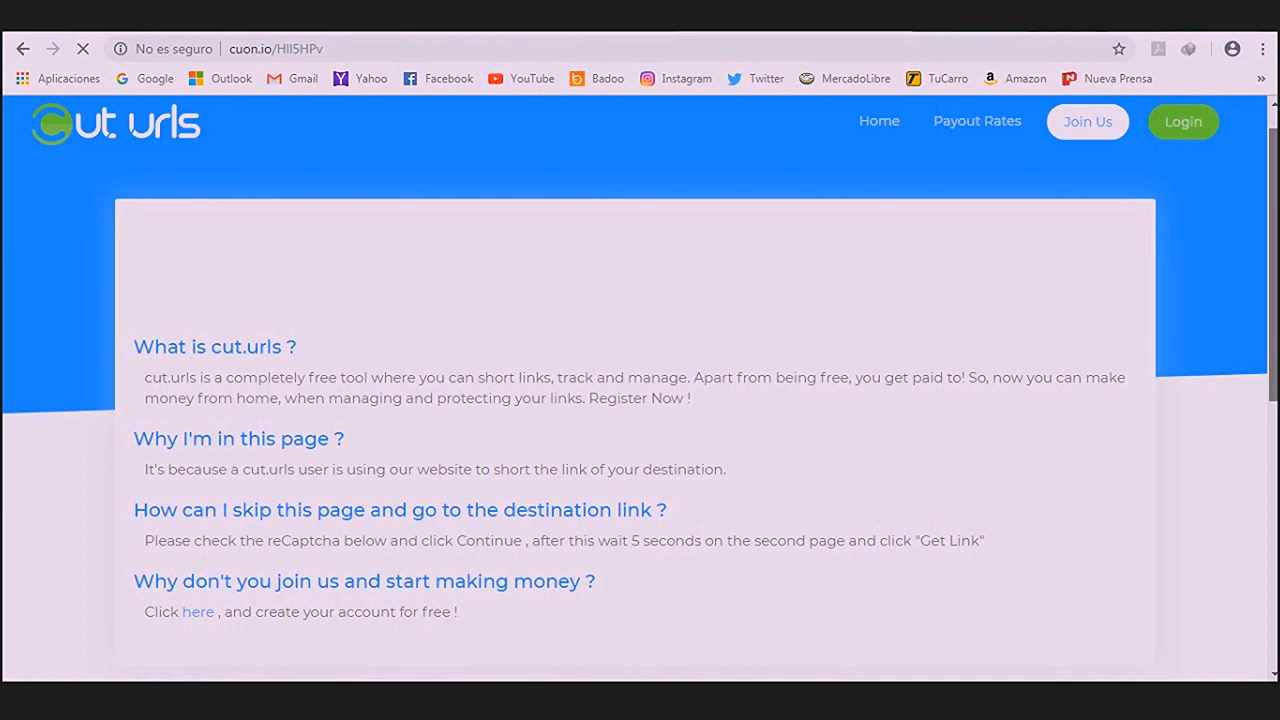 No es seguro cuon.io/HlI5HPv
Aplicaciones Google Outlook Gmail Yahoo Facebook YouTube Badoo Instagram Twitter MercadoLibre TuCarro Amazon Nueva Prensa »
Cut urls Home Payout Rates Join Us Login
What is cut.urls ?
cut.urls is a completely free tool where you can short links, track and manage. Apart from being free, you get paid to! So, now you can make
money from home, when managing and protecting your links. Register Now !
Why I'm in this page ?
It's because a cut.urls user is using our website to short the link of your destination.
How can I skip this page and go to the destination link ?
Please check the reCaptcha below and click Continue , after this wait 5 seconds on the second page and click "Get Link"
Why don't you join us and start making money ?
Click here , and create your account for free !